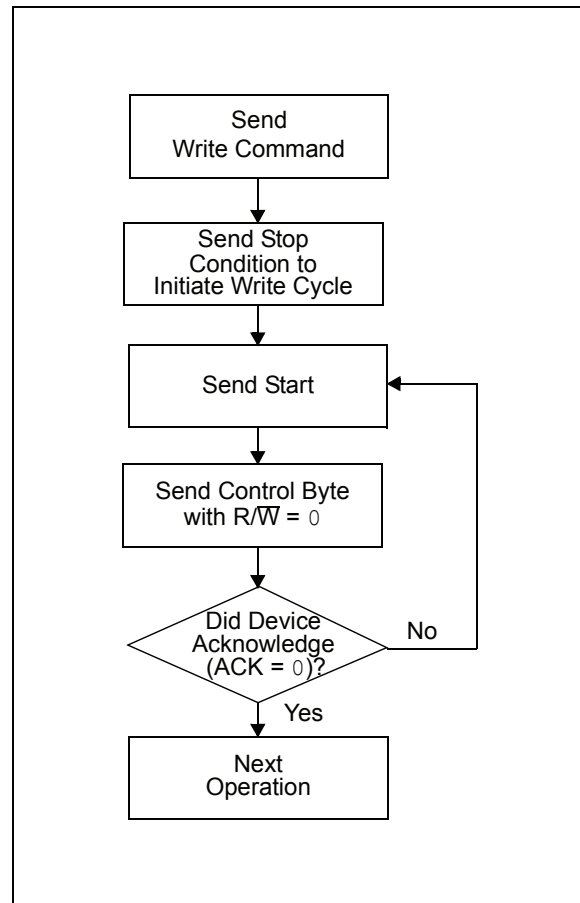 Send
Write Command
Send Stop
Condition to
Initiate Write Cycle
Send Start
Send Control Byte
with R/W̅ = 0
Did Device
Acknowledge
(ACK = 0)?
No
Yes
Next
Operation